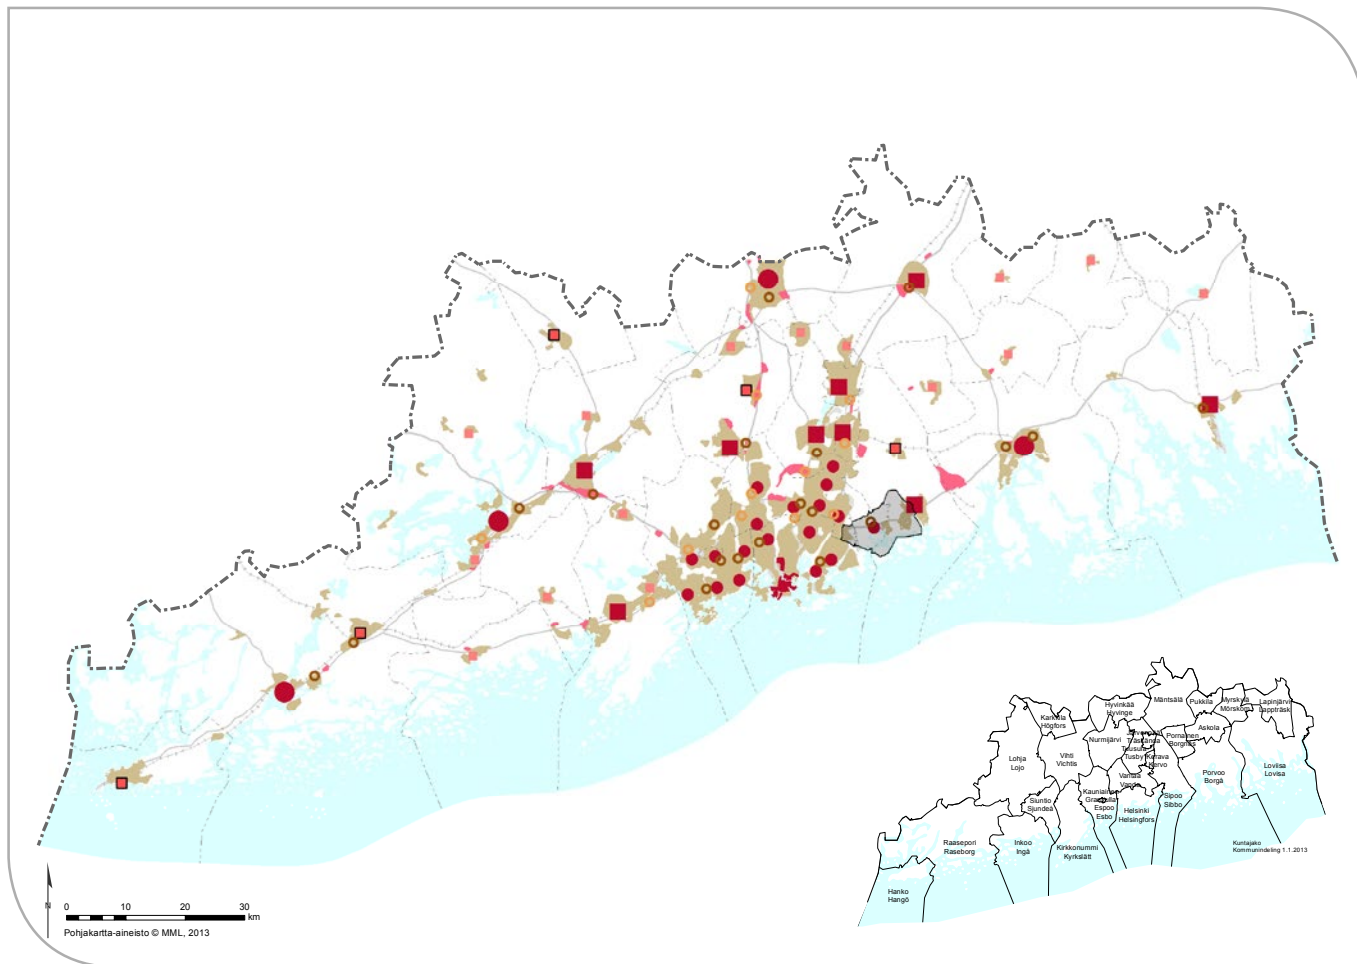 Mäntsälä
Hyvinkää
Hyvinge
Pukkila
Myrskylä
Mörskom
Lapinjärvi
Lappträsk
Karkkila
Högfors
Askola
Nurmijärvi
Träskända
Tuusula
Tusby
Pornainen
Borgnäs
Kerava
Kervo
Lohja
Lojo
Vihti
Vichtis
Vantaa
Vanda
Porvoo
Borgå
Loviisa
Lovisa
Kauniainen
Grankulla
Espoo
Esbo
Siuntio
Sjundeå
Sipoo
Sibbo
Helsinki
Helsingfors
Raasepori
Raseborg
Inkoo
Ingå
Kirkkonummi
Kyrkslätt
Kuntajako
Kommunindeling 1.1.2013
Hanko
Hangö
N
0 10 20 30
km
Pohjakartta-aineisto © MML, 2013